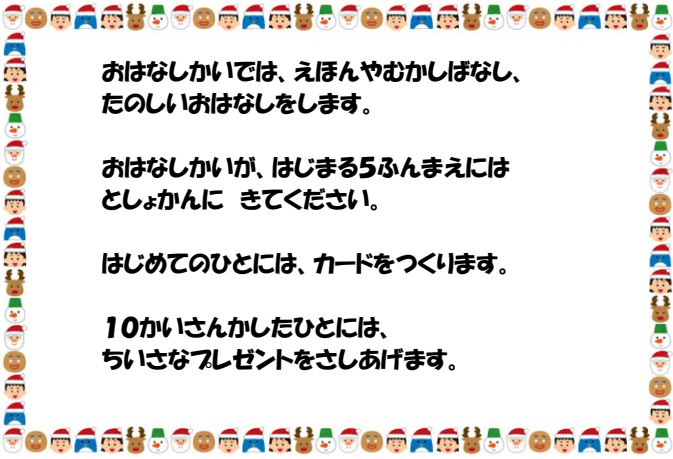 おはなしかいでは、えほんやむかしばなし、
たのしいおはなしをします。
おはなしかいが、はじまる5ふんまえには
としょかんに　きてください。
はじめてのひとには、カードをつくります。
10かいさんかしたひとには、
ちいさなプレゼントをさしあげます。